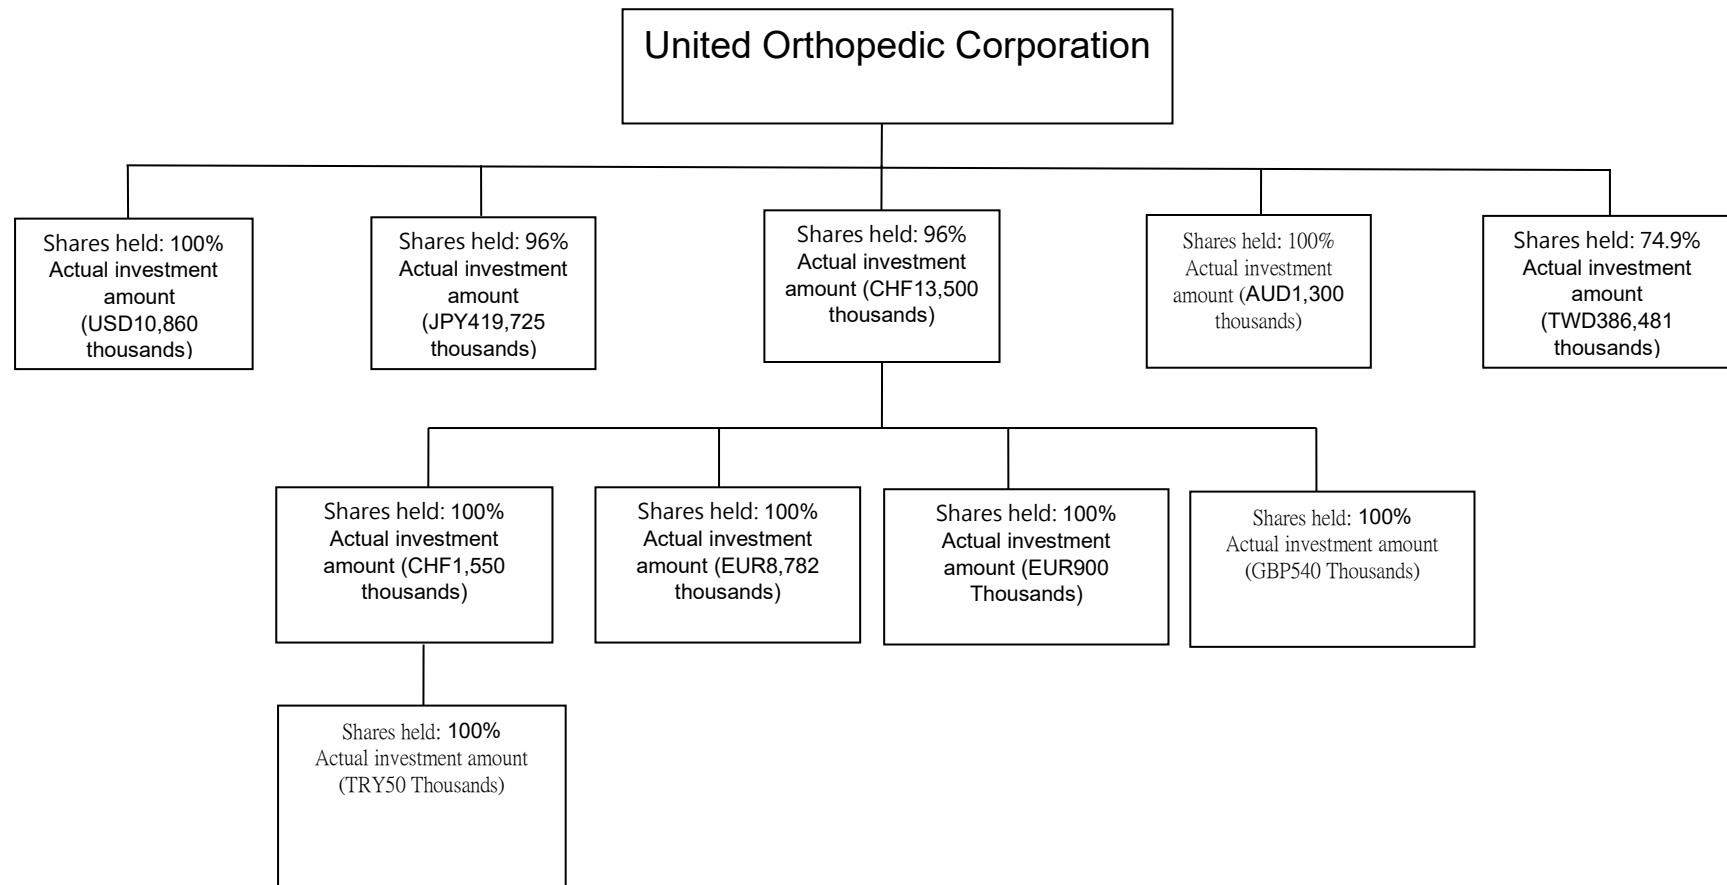 United Orthopedic Corporation
Shares held: 100%
Actual investment
amount
(USD10,860
thousands)
Shares held: 96%
Actual investment
amount
(JPY419,725
thousands)
Shares held: 96%
Actual investment
amount (CHF13,500
thousands)
Shares held: 100%
Actual investment
amount (AUD1,300
thousands)
Shares held: 74.9%
Actual investment
amount
(TWD386,481
thousands)
Shares held: 100%
Actual investment
amount (CHF1,550
thousands)
Shares held: 100%
Actual investment
amount (EUR8,782
thousands)
Shares held: 100%
Actual investment
amount (EUR900
Thousands)
Shares held: 100%
Actual investment amount
(GBP540 Thousands)
Shares held: 100%
Actual investment amount
(TRY50 Thousands)